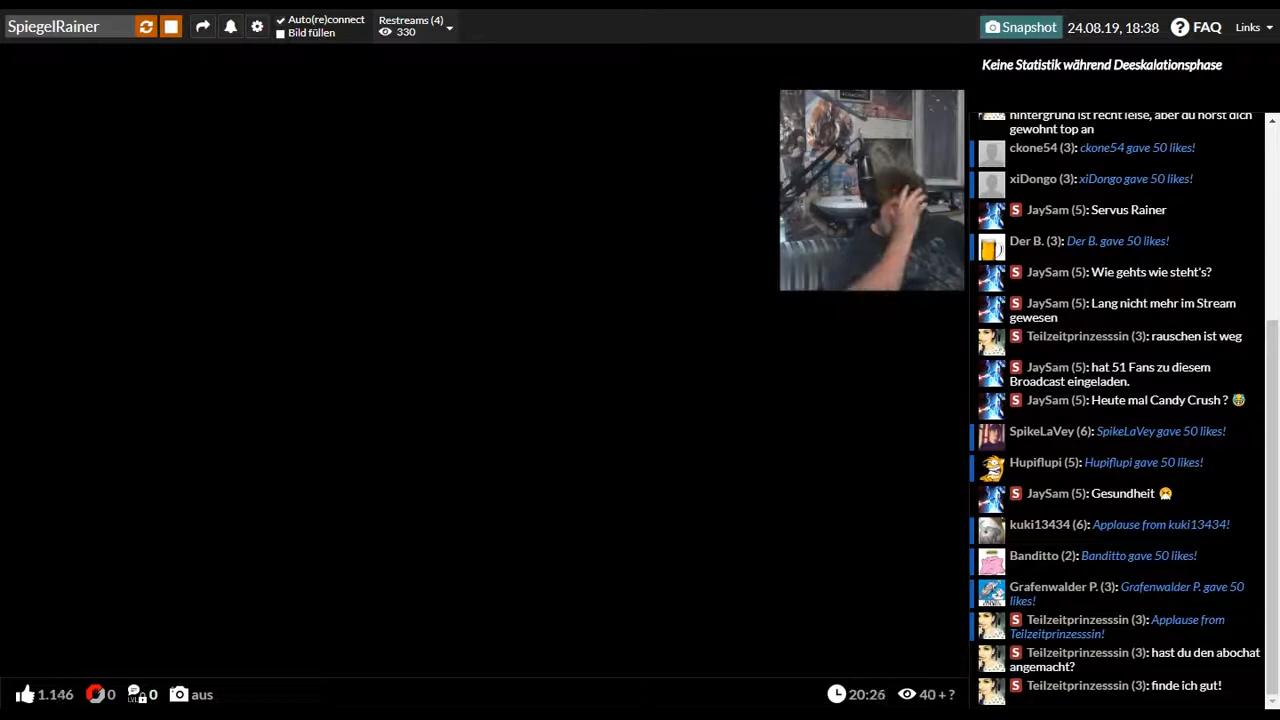 SpiegelRainer
Auto(re)connect
Bild füllen
Restreams (4)
330
Snapshot
24.08.19, 18:38
FAQ
Links
Keine Statistik während Deeskalationsphase
hintergrund ist recht leise, aber du hörst dich
gewohnt top an
ckone54 (3): ckone54 gave 50 likes!
xiDongo (3): xiDongo gave 50 likes!
S JaySam (5): Servus Rainer
Der B. (3): Der B. gave 50 likes!
S JaySam (5): Wie gehts wie steht's?
S JaySam (5): Lang nicht mehr im Stream
gewesen
S Teilzeitprinzesssin (3): rauschen ist weg
S JaySam (5): hat 51 Fans zu diesem
Broadcast eingeladen.
S JaySam (5): Heute mal Candy Crush ?
SpikeLaVey (6): SpikeLaVey gave 50 likes!
Hupiflupi (5): Hupiflupi gave 50 likes!
S JaySam (5): Gesundheit
kuki13434 (6): Applause from kuki13434!
Banditto (2): Banditto gave 50 likes!
Grafenwalder P. (3): Grafenwalder P. gave 50
likes!
S Teilzeitprinzesssin (3): Applause from
Teilzeitprinzesssin!
S Teilzeitprinzesssin (3): hast du den abochat
angemacht?
S Teilzeitprinzesssin (3): finde ich gut!
1.146
0
0
aus
20:26
40 + ?